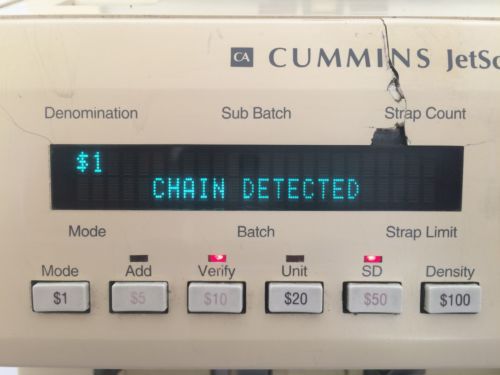 CA CUMMINS JetSc
Denomination Sub Batch Strap Count
$1
CHAIN DETECTED
Mode Batch Strap Limit
Mode Add Verify Unit SD Density
$1 $5 $10 $20 $50 $100